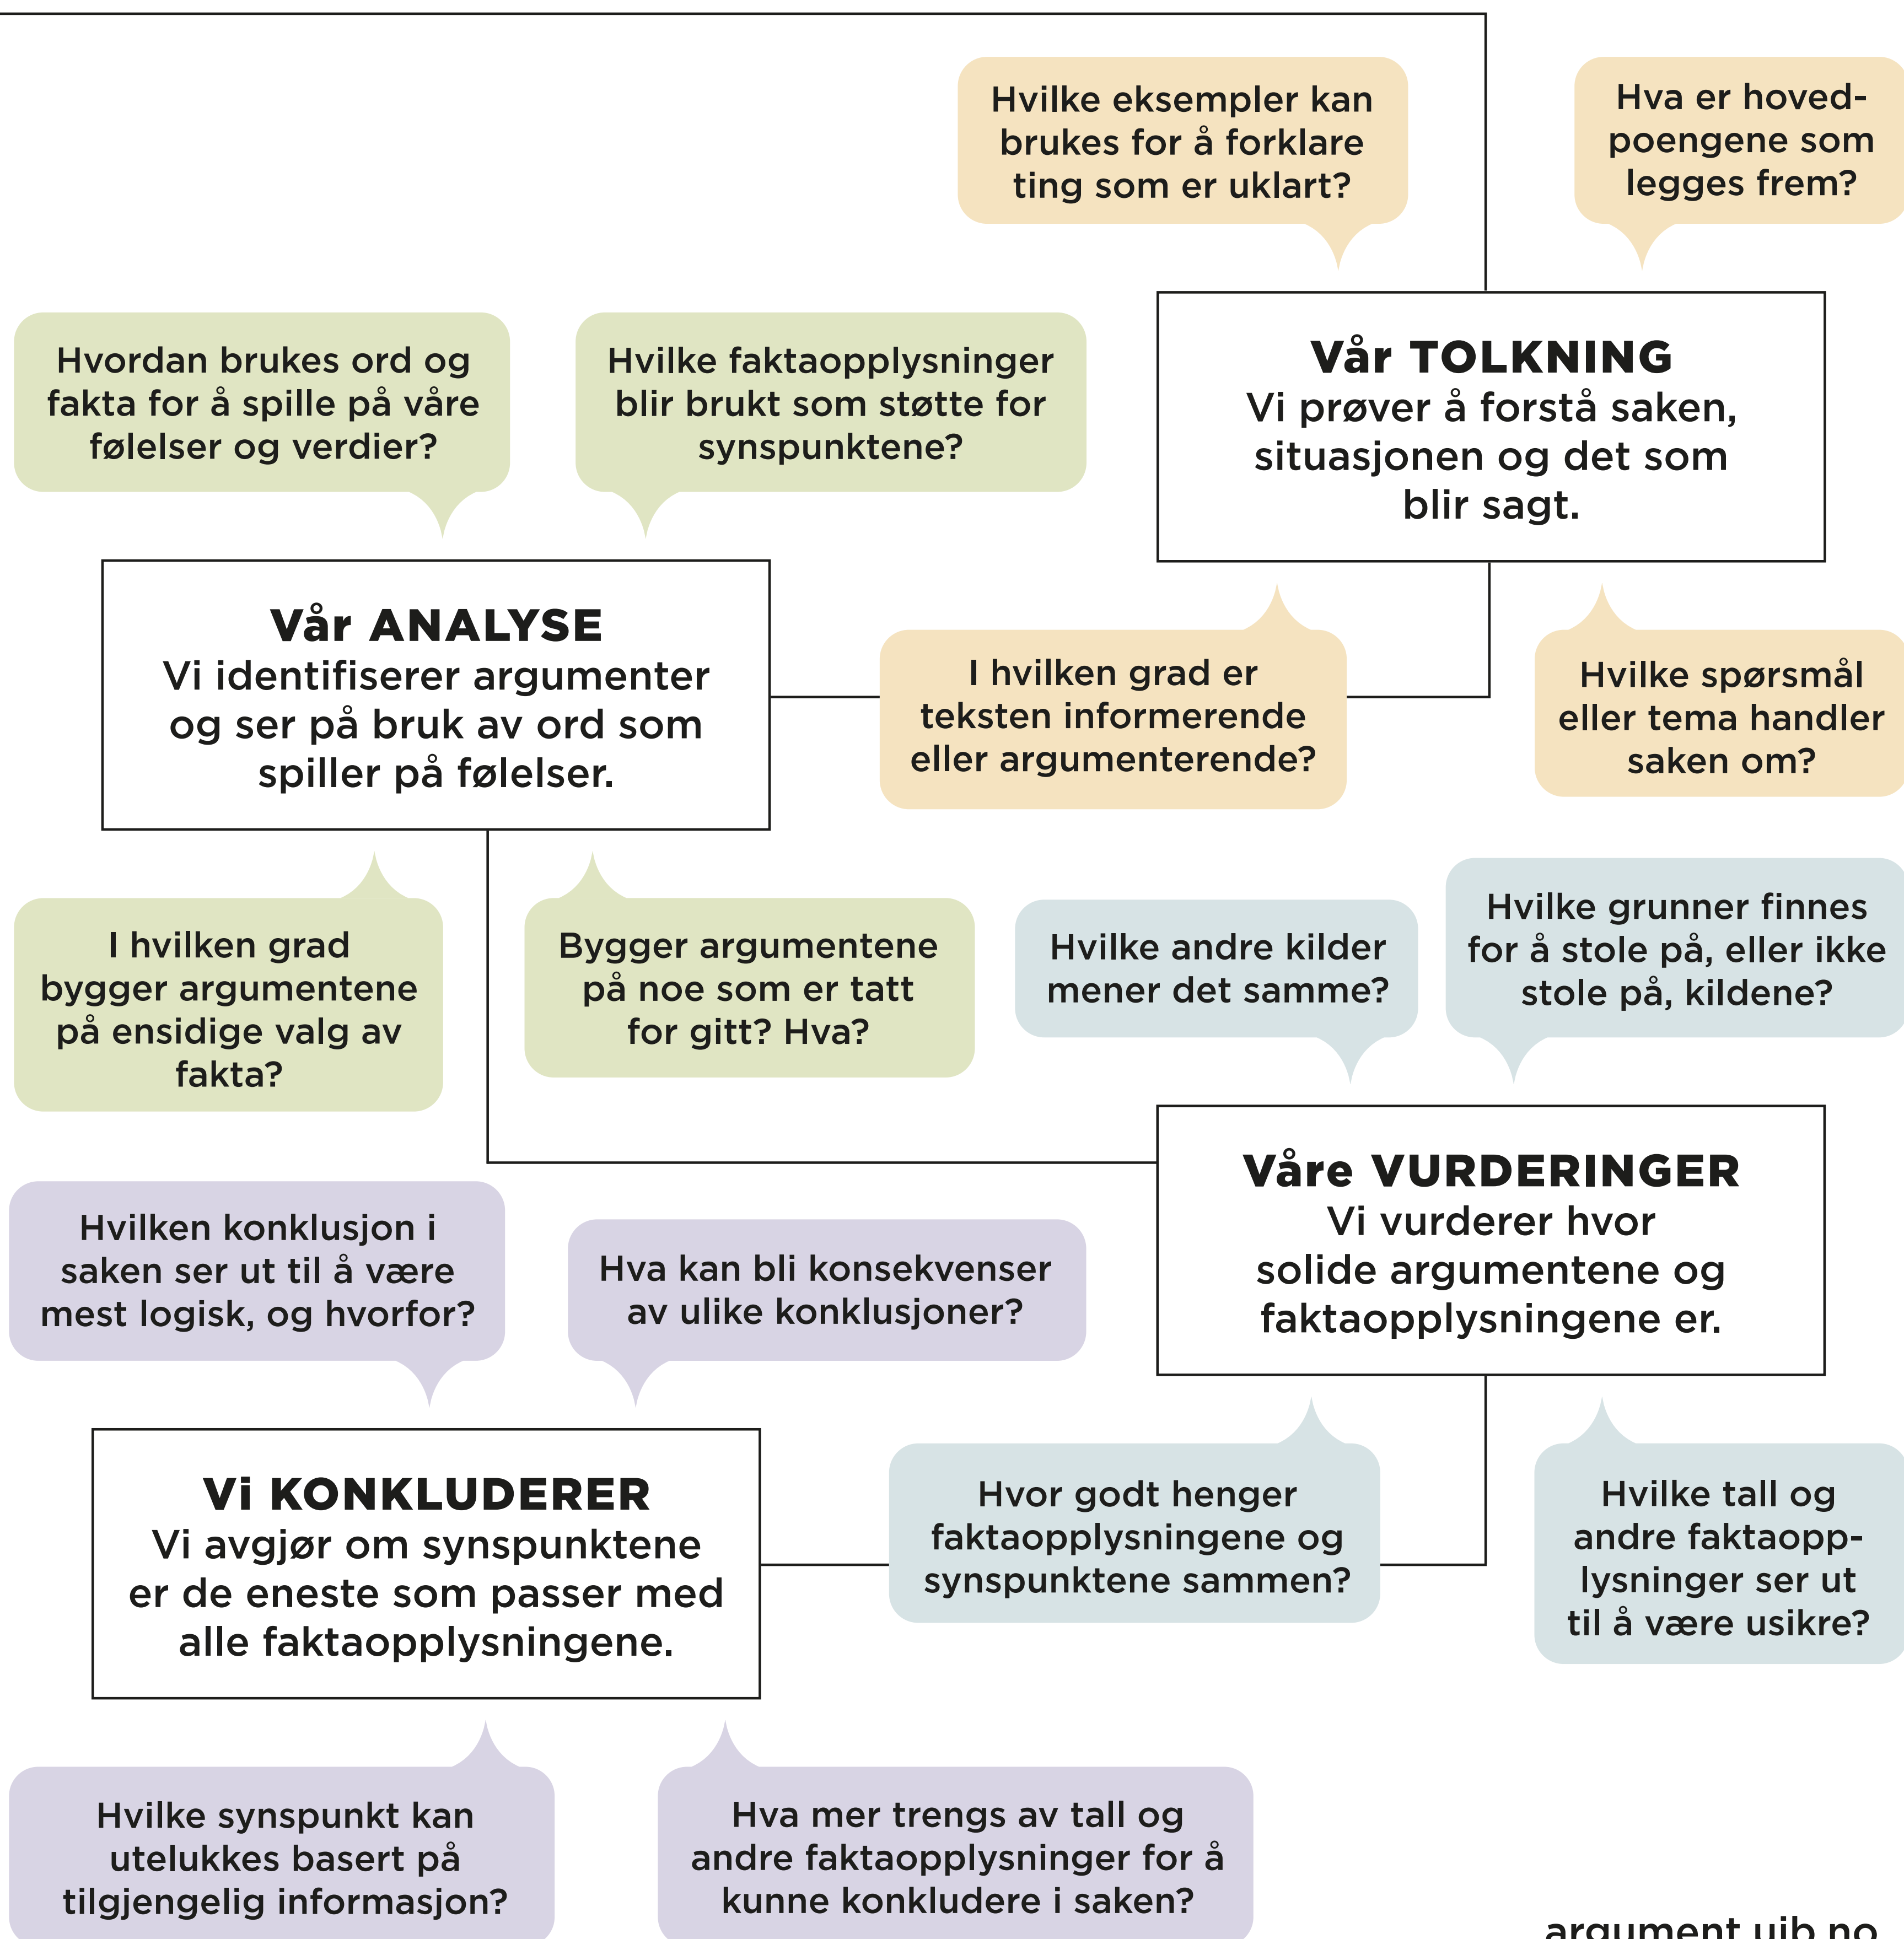 Hvilke eksempler kan
brukes for å forklare
ting som er uklart?
Hva er hoved-
poengene som
legges frem?
Vår TOLKNING
Vi prøver å forstå saken,
situasjonen og det som
blir sagt.
I hvilken grad er
teksten informerende
eller argumenterende?
Hvilke spørsmål
eller tema handler
saken om?
Hvordan brukes ord og
fakta for å spille på våre
følelser og verdier?
Hvilke faktaopplysninger
blir brukt som støtte for
synspunktene?
Vår ANALYSE
Vi identifiserer argumenter
og ser på bruk av ord som
spiller på følelser.
I hvilken grad
bygger argumentene
på ensidige valg av
fakta?
Bygger argumentene
på noe som er tatt
for gitt? Hva?
Hvilke andre kilder
mener det samme?
Hvilke grunner finnes
for å stole på, eller ikke
stole på, kildene?
Våre VURDERINGER
Vi vurderer hvor
solide argumentene og
faktaopplysningene er.
Hvor godt henger
faktaopplysningene og
synspunktene sammen?
Hvilke tall og
andre faktaopp-
lysninger ser ut
til å være usikre?
Hvilken konklusjon i
saken ser ut til å være
mest logisk, og hvorfor?
Hva kan bli konsekvenser
av ulike konklusjoner?
Vi KONKLUDERER
Vi avgjør om synspunktene
er de eneste som passer med
alle faktaopplysningene.
Hvilke synspunkt kan
utelukkes basert på
tilgjengelig informasjon?
Hva mer trengs av tall og
andre faktaopplysninger for å
kunne konkludere i saken?
argument uib no